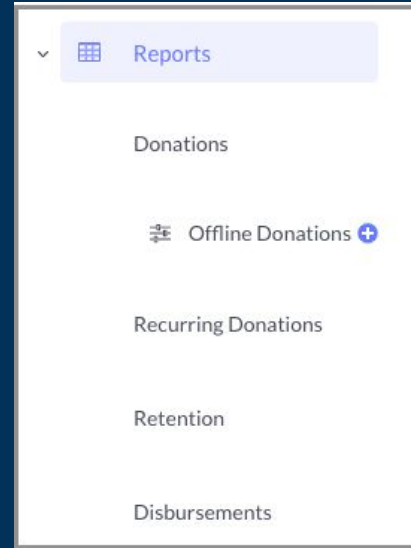 Reports
Donations
Offline Donations
Recurring Donations
Retention
Disbursements